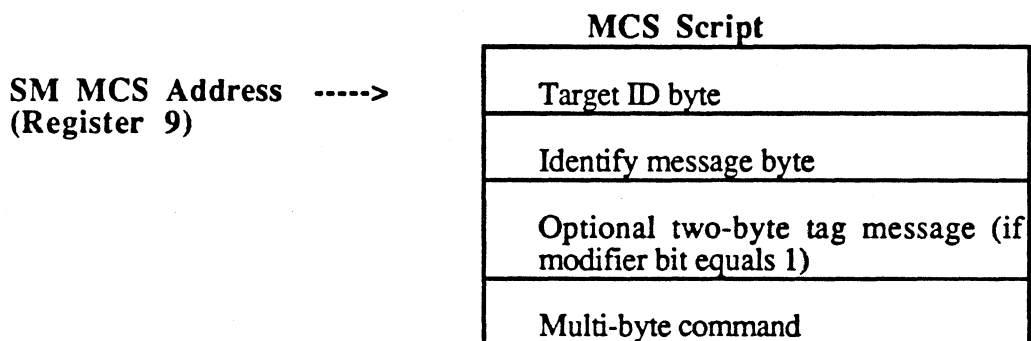 MCS Script
SM MCS Address ----->
(Register 9)
Target ID byte
Identify message byte
Optional two-byte tag message (if
modifier bit equals 1)
Multi-byte command